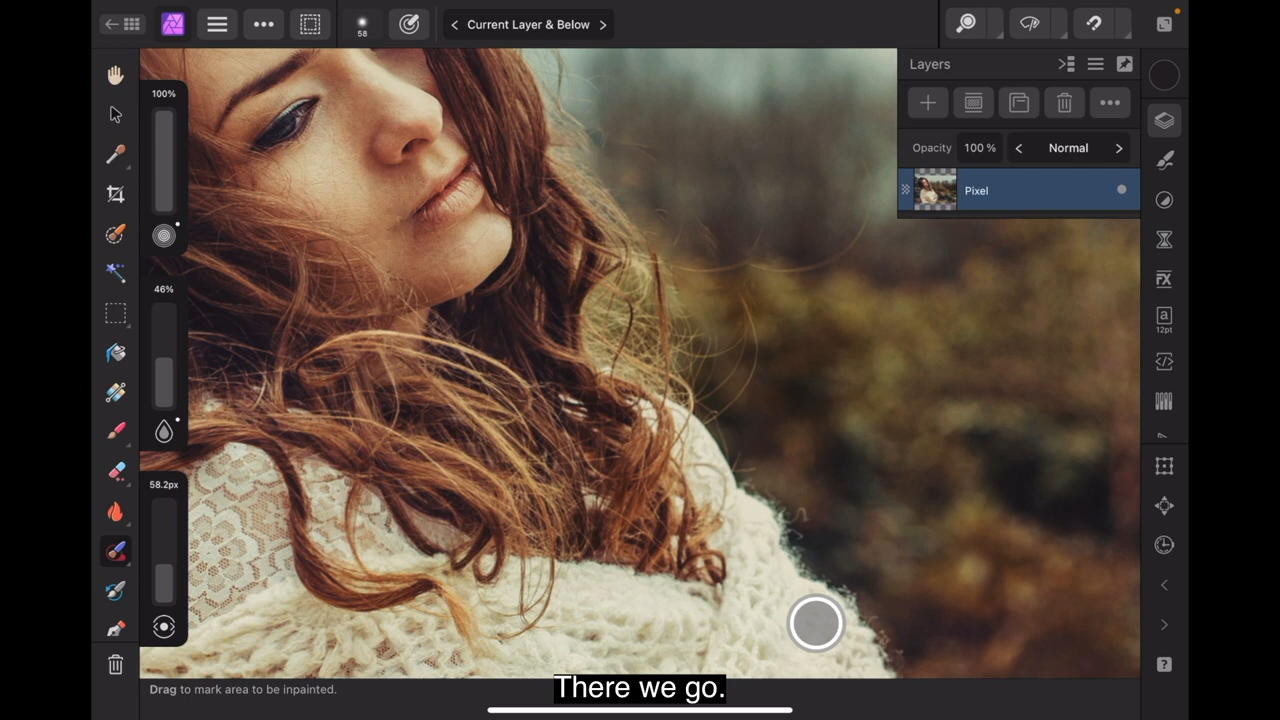 58
Current Layer & Below
Layers
Opacity 100 % Normal
Pixel
100%
46%
58.2px
FX
a
12pt
?
Drag to mark area to be inpainted.
There we go.